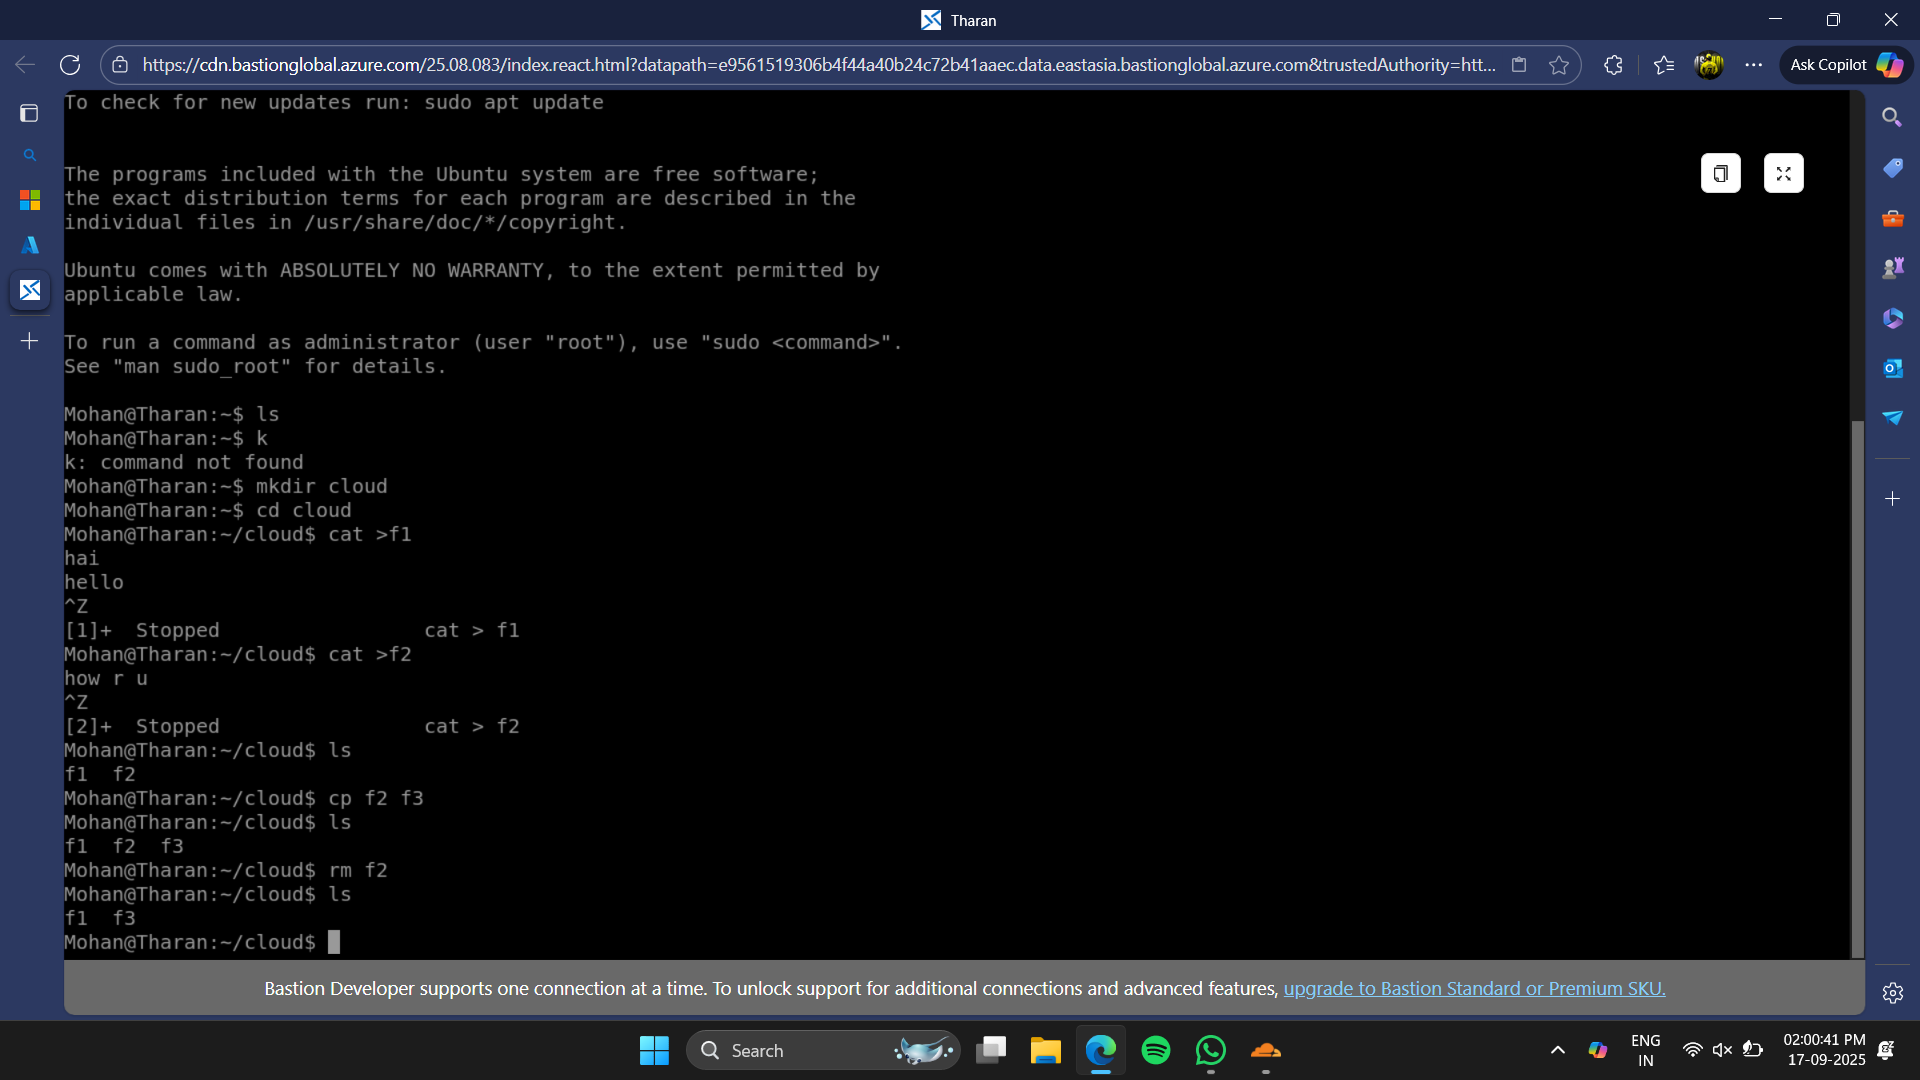 Tharan
https://cdn.bastionglobal.azure.com/25.08.083/index.react.html?datapath=e9561519306b4f44a40b24c72b41aaec.data.eastasia.bastionglobal.azure.com&trustedAuthority=htt...
Ask Copilot
To check for new updates run: sudo apt update
The programs included with the Ubuntu system are free software;
the exact distribution terms for each program are described in the
individual files in /usr/share/doc/*/copyright.
Ubuntu comes with ABSOLUTELY NO WARRANTY, to the extent permitted by
applicable law.
To run a command as administrator (user "root"), use "sudo <command>".
See "man sudo_root" for details.
Mohan@Tharan:~$ ls
Mohan@Tharan:~$ k
k: command not found
Mohan@Tharan:~$ mkdir cloud
Mohan@Tharan:~$ cd cloud
Mohan@Tharan:~/cloud$ cat >f1
hai
hello
^Z
[1]+  Stopped                 cat > f1
Mohan@Tharan:~/cloud$ cat >f2
how r u
^Z
[2]+  Stopped                 cat > f2
Mohan@Tharan:~/cloud$ ls
f1  f2
Mohan@Tharan:~/cloud$ cp f2 f3
Mohan@Tharan:~/cloud$ ls
f1  f2  f3
Mohan@Tharan:~/cloud$ rm f2
Mohan@Tharan:~/cloud$ ls
f1  f3
Mohan@Tharan:~/cloud$
Bastion Developer supports one connection at a time. To unlock support for additional connections and advanced features, upgrade to Bastion Standard or Premium SKU.
Search
ENG
IN
02:00:41 PM
17-09-2025